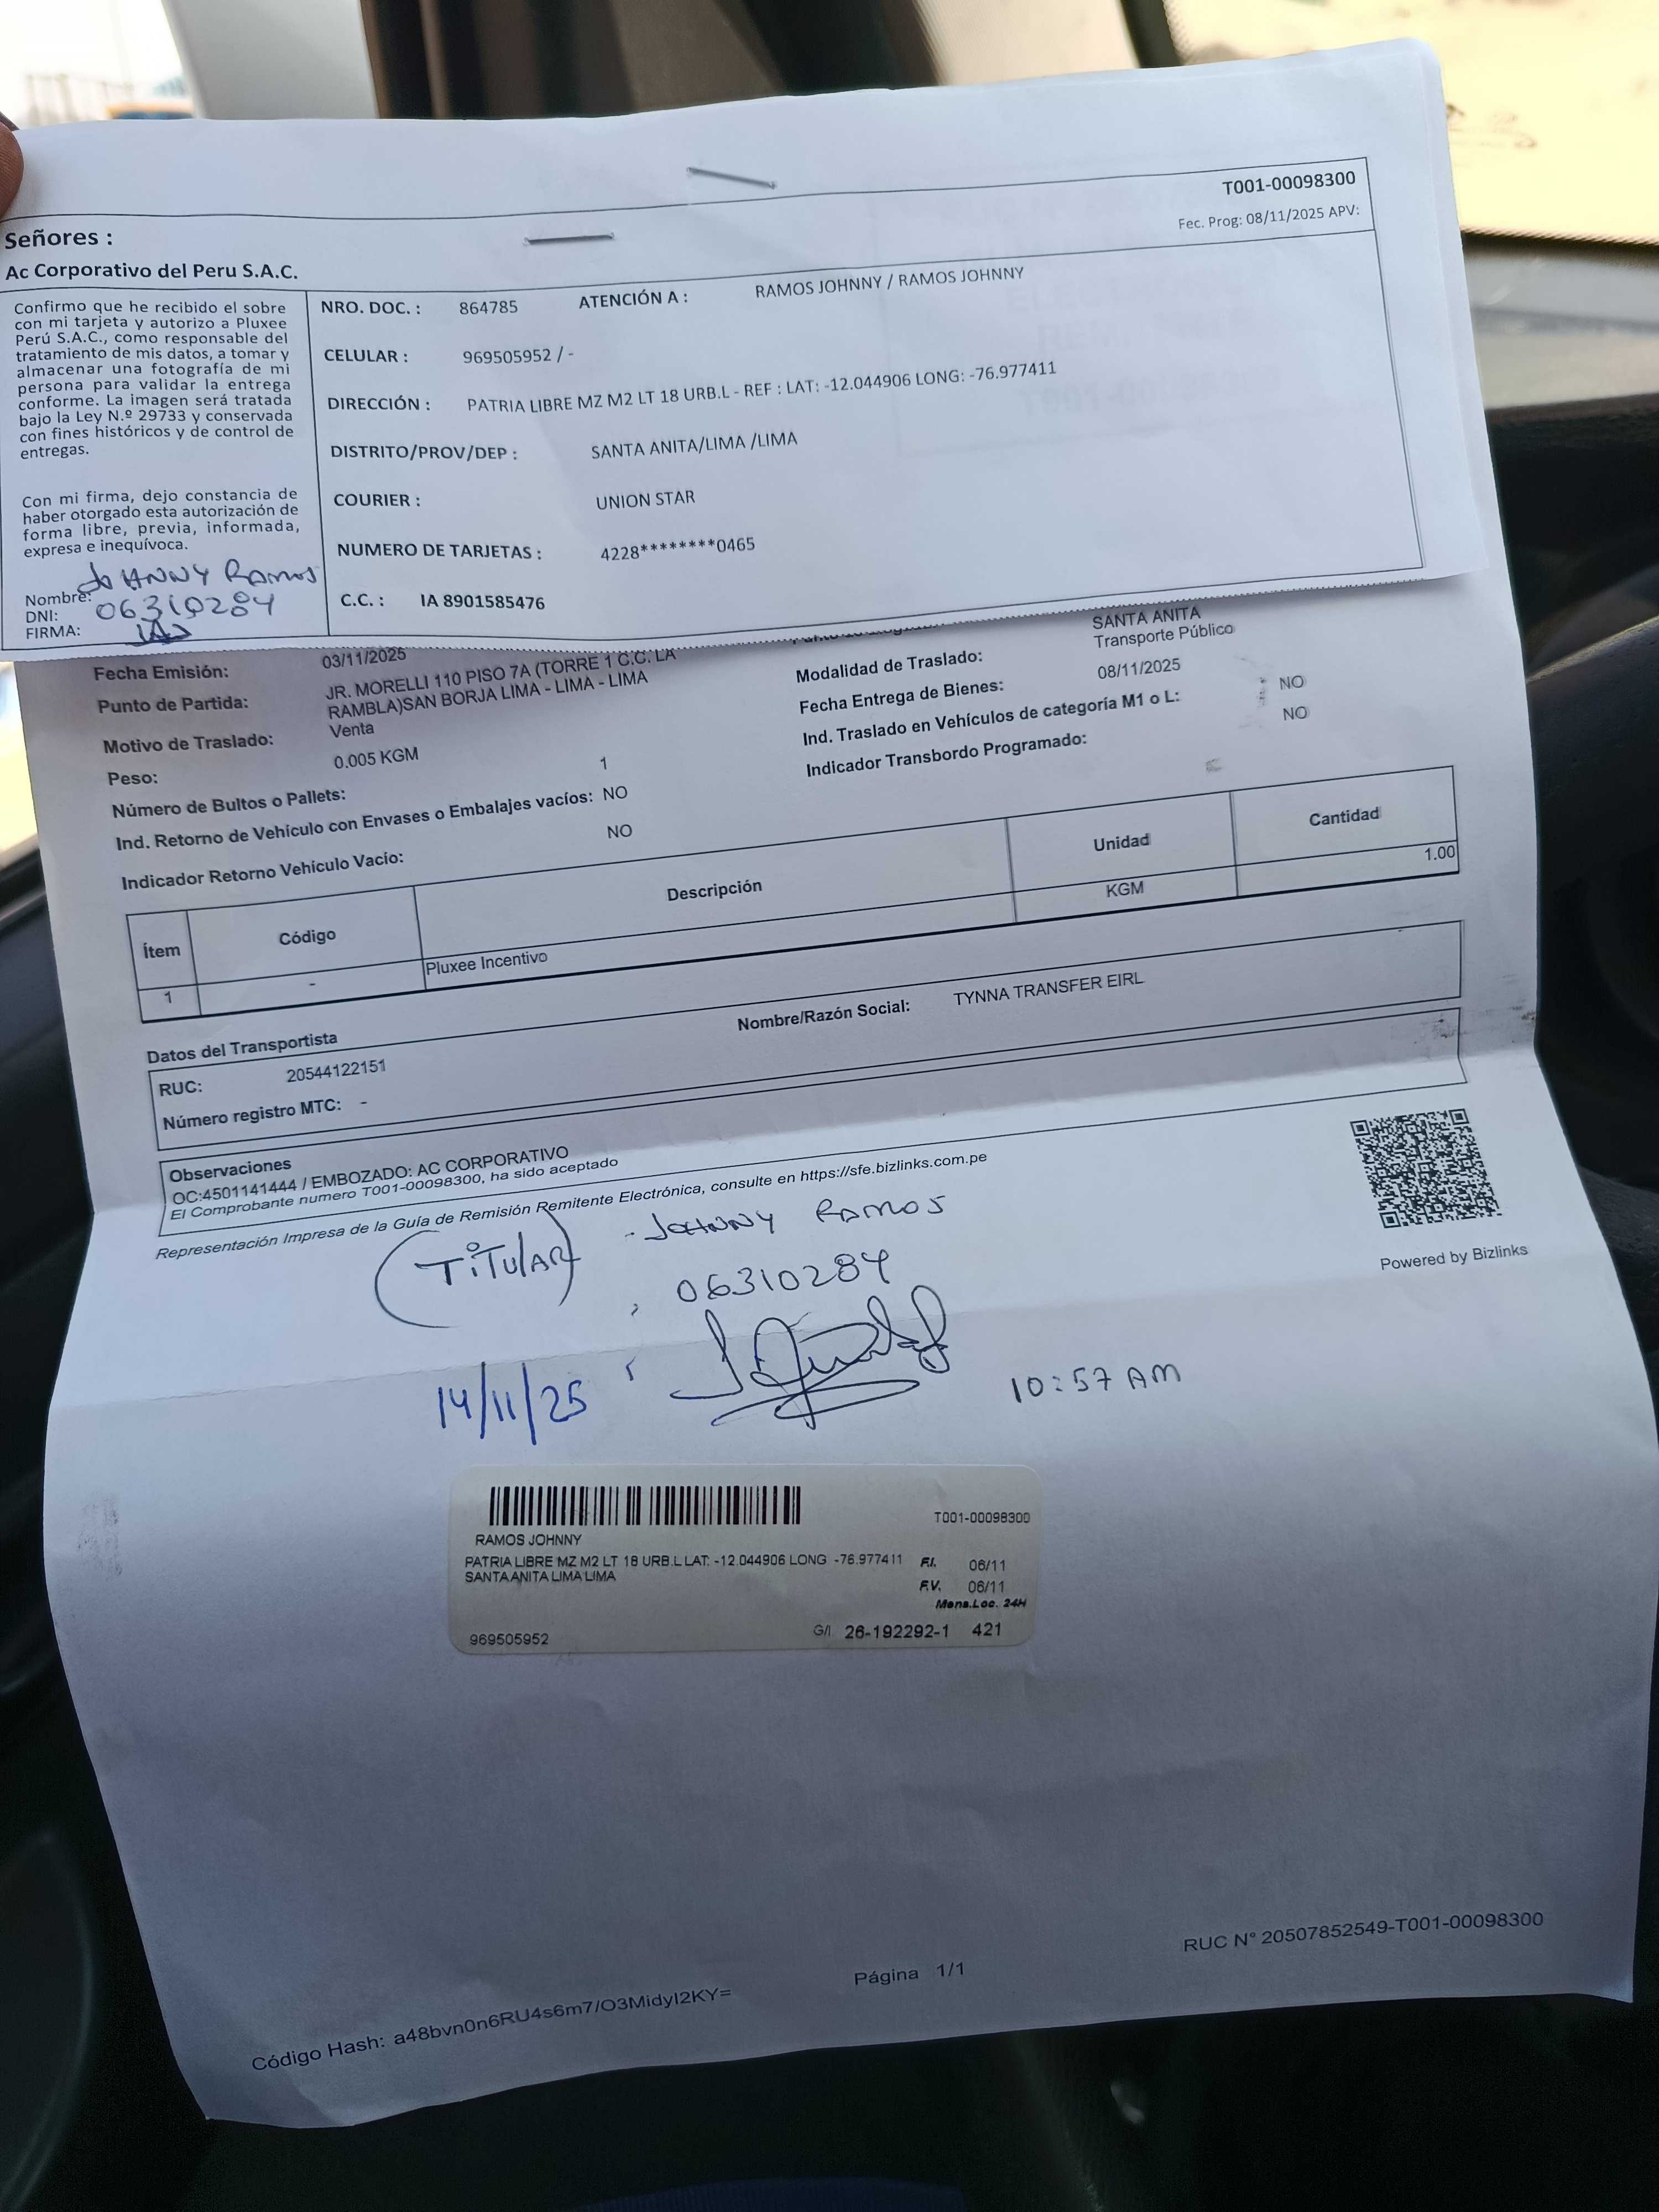 T001-00098300
Fec. Prog: 08/11/2025 APV:
Señores :
Ac Corporativo del Peru S.A.C.
Confirmo que he recibido el sobre
con mi tarjeta y autorizo a Pluxee
Perú S.A.C., como responsable del
tratamiento de mis datos, a tomar y
almacenar una fotografía de mi
persona para validar la entrega
conforme. La imagen será tratada
bajo la Ley N.º 29733 y conservada
con fines históricos y de control de
entregas.
Con mi firma, dejo constancia de
haber otorgado esta autorización de
forma libre, previa, informada,
expresa e inequívoca.
Nombre: JOHNNY RAMOS
DNI: 06310284
FIRMA:
NRO. DOC. : 864785 ATENCIÓN A : RAMOS JOHNNY / RAMOS JOHNNY
CELULAR : 969505952 / -
DIRECCIÓN : PATRIA LIBRE MZ M2 LT 18 URB.L - REF : LAT: -12.044906 LONG: -76.977411
DISTRITO/PROV/DEP : SANTA ANITA/LIMA /LIMA
COURIER : UNION STAR
NUMERO DE TARJETAS : 4228********0465
C.C. : IA 8901585476
Fecha Emisión: 03/11/2025
Punto de Partida: JR. MORELLI 110 PISO 7A (TORRE 1 C.C. LA
RAMBLA)SAN BORJA LIMA - LIMA - LIMA
Motivo de Traslado: Venta
Peso: 0.005 KGM
Número de Bultos o Pallets: 1
Ind. Retorno de Vehículo con Envases o Embalajes vacíos: NO
Indicador Retorno Vehículo Vacío: NO
SANTA ANITA
Modalidad de Traslado: Transporte Público
Fecha Entrega de Bienes: 08/11/2025
Ind. Traslado en Vehículos de categoría M1 o L: NO
Indicador Transbordo Programado: NO
Ítem Código Descripción Unidad Cantidad
1 - Pluxee Incentivo KGM 1.00
Datos del Transportista
RUC: 20544122151 Nombre/Razón Social: TYNNA TRANSFER EIRL
Número registro MTC: -
Observaciones
OC:4501141444 / EMBOZADO: AC CORPORATIVO
El Comprobante numero T001-00098300, ha sido aceptado
Representación Impresa de la Guía de Remisión Remitente Electrónica, consulte en https://sfe.bizlinks.com.pe
Powered by Bizlinks
(TITULAR) - JOHNNY RAMOS
06310284
14/11/25
10:57 AM
T001-00098300
RAMOS JOHNNY
PATRIA LIBRE MZ M2 LT 18 URB.L LAT: -12.044906 LONG -76.977411 F.I. 06/11
SANTA ANITA LIMA LIMA F.V. 06/11
Mens.Loc. 24H
969505952 G/I 26-192292-1 421
Código Hash: a48bvn0n6RU4s6m7/O3MidyI2KY= Página 1/1 RUC N° 20507852549-T001-00098300